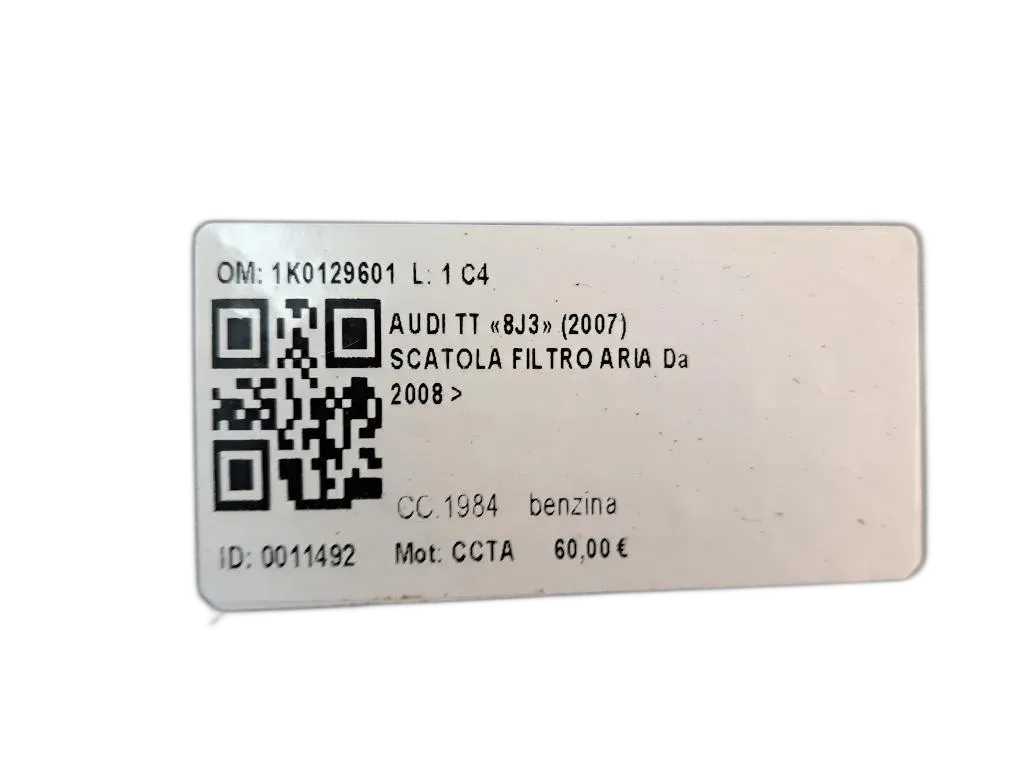 OM: 1K0129601 L: 1 C4
AUDI TT «8J3» (2007)
SCATOLA FILTRO ARIA Da
2008 >
CC.1984 benzina
ID: 0011492 Mot: CCTA 60,00 €